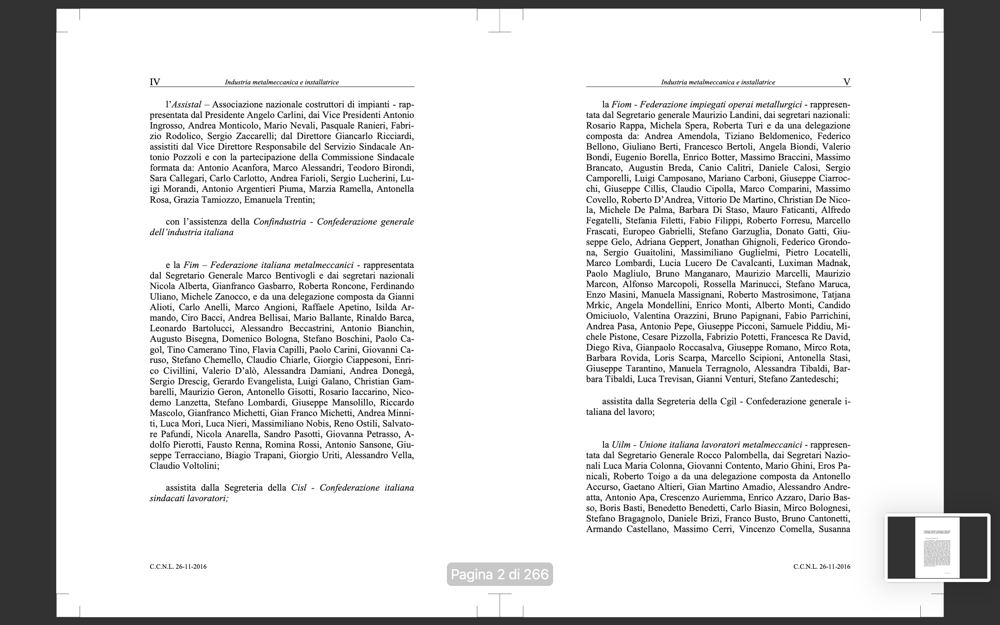 IV
Industria metalmeccanica e installatrice
l’Assistal – Associazione nazionale costruttori di impianti - rap-
presentata dal Presidente Angelo Carlini, dai Vice Presidenti Antonio
Ingrosso, Andrea Monticolo, Mario Nevali, Pasquale Ranieri, Fabri-
zio Rodolico, Sergio Zaccarelli; dal Direttore Giancarlo Ricciardi,
assistiti dal Vice Direttore Responsabile del Servizio Sindacale An-
tonio Pozzoli e con la partecipazione della Commissione Sindacale
formata da: Antonio Acanfora, Marco Alessandri, Teodoro Birondi,
Sara Callegari, Carlo Carlotto, Andrea Farioli, Sergio Lucherini, Lu-
igi Morandi, Antonio Argentieri Piuma, Marzia Ramella, Antonella
Rosa, Grazia Tamiozzo, Emanuela Trentin;
con l’assistenza della Confindustria - Confederazione generale
dell’industria italiana
e la Fim – Federazione italiana metalmeccanici - rappresentata
dal Segretario Generale Marco Bentivogli e dai segretari nazionali
Nicola Alberta, Gianfranco Gasbarro, Roberta Roncone, Ferdinando
Uliano, Michele Zanocco, e da una delegazione composta da Gianni
Alioti, Carlo Anelli, Marco Angioni, Raffaele Apetino, Isilda Ar-
mando, Ciro Bacci, Andrea Bellisai, Mario Ballante, Rinaldo Barca,
Leonardo Bartolucci, Alessandro Beccastrini, Antonio Bianchin,
Augusto Bisegna, Domenico Bologna, Stefano Boschini, Paolo Ca-
gol, Tino Camerano Tino, Flavia Capilli, Paolo Carini, Giovanni Ca-
ruso, Stefano Chemello, Claudio Chiarle, Giorgio Ciappesoni, Enri-
co Civillini, Valerio D’alò, Alessandra Damiani, Andrea Donegà,
Sergio Drescig, Gerardo Evangelista, Luigi Galano, Christian Gam-
barelli, Maurizio Geron, Antonello Gisotti, Rosario Iaccarino, Nico-
demo Lanzetta, Stefano Lombardi, Giuseppe Mansolillo, Riccardo
Mascolo, Gianfranco Michetti, Gian Franco Michetti, Andrea Minni-
ti, Luca Mori, Luca Nieri, Massimiliano Nobis, Reno Ostili, Salvato-
re Pafundi, Nicola Anarella, Sandro Pasotti, Giovanna Petrasso, A-
dolfo Pierotti, Fausto Renna, Romina Rossi, Antonio Sansone, Giu-
seppe Terracciano, Biagio Trapani, Giorgio Uriti, Alessandro Vella,
Claudio Voltolini;
assistita dalla Segreteria della Cisl - Confederazione italiana
sindacati lavoratori;
C.C.N.L. 26-11-2016
Industria metalmeccanica e installatrice
V
la Fiom - Federazione impiegati operai metallurgici - rappresen-
tata dal Segretario generale Maurizio Landini, dai segretari nazionali:
Rosario Rappa, Michela Spera, Roberta Turi e da una delegazione
composta da: Andrea Amendola, Tiziano Beldomenico, Federico
Bellono, Giuliano Berti, Francesco Bertoli, Angela Biondi, Valerio
Bondi, Eugenio Borella, Enrico Botter, Massimo Braccini, Massimo
Brancato, Augustin Breda, Canio Calitri, Daniele Calosi, Sergio
Camporelli, Luigi Camposano, Mariano Carboni, Giuseppe Ciarroc-
chi, Giuseppe Cillis, Claudio Cipolla, Marco Comparini, Massimo
Covello, Roberto D’Andrea, Vittorio De Martino, Christian De Nico-
la, Michele De Palma, Barbara Di Staso, Mauro Faticanti, Alfredo
Fegatelli, Stefania Filetti, Fabio Filippi, Roberto Forresu, Marcello
Frascati, Europeo Gabrielli, Stefano Garzuglia, Donato Gatti, Giu-
seppe Gelo, Adriana Geppert, Jonathan Ghignoli, Federico Grondo-
na, Sergio Guaitolini, Massimiliano Guglielmi, Pietro Locatelli,
Marco Lombardi, Lucia Lucero De Cavalcanti, Luximan Madnak,
Paolo Magliulo, Bruno Manganaro, Maurizio Marcelli, Maurizio
Marcon, Alfonso Marcopoli, Rossella Marinucci, Stefano Maruca,
Enzo Masini, Manuela Massignani, Roberto Mastrosimone, Tatjana
Mrkic, Angela Mondellini, Enrico Monti, Alberto Monti, Candido
Omiciuolo, Valentina Orazzini, Bruno Papignani, Fabio Parrichini,
Andrea Pasa, Antonio Pepe, Giuseppe Picconi, Samuele Piddiu, Mi-
chele Pistone, Cesare Pizzolla, Fabrizio Potetti, Francesca Re David,
Diego Riva, Gianpaolo Roccasalva, Giuseppe Romano, Mirco Rota,
Barbara Rovida, Loris Scarpa, Marcello Scipioni, Antonella Stasi,
Giuseppe Tarantino, Manuela Terragnolo, Alessandra Tibaldi, Bar-
bara Tibaldi, Luca Trevisan, Gianni Venturi, Stefano Zantedeschi;
assistita dalla Segreteria della Cgil - Confederazione generale i-
taliana del lavoro;
la Uilm - Unione italiana lavoratori metalmeccanici - rappresen-
tata dal Segretario Generale Rocco Palombella, dai Segretari Nazio-
nali Luca Maria Colonna, Giovanni Contento, Mario Ghini, Eros Pa-
nicali, Roberto Toigo a da una delegazione composta da Antonello
Accurso, Gaetano Altieri, Gian Martino Amadio, Alessandro Andre-
atta, Antonio Apa, Crescenzo Auriemma, Enrico Azzaro, Dario Bas-
so, Boris Basti, Benedetto Benedetti, Carlo Biasin, Mirco Bolognesi,
Stefano Bragagnolo, Daniele Brizi, Franco Busto, Bruno Cantonetti,
Armando Castellano, Massimo Cerri, Vincenzo Comella, Susanna
C.C.N.L. 26-11-2016
Pagina 2 di 266